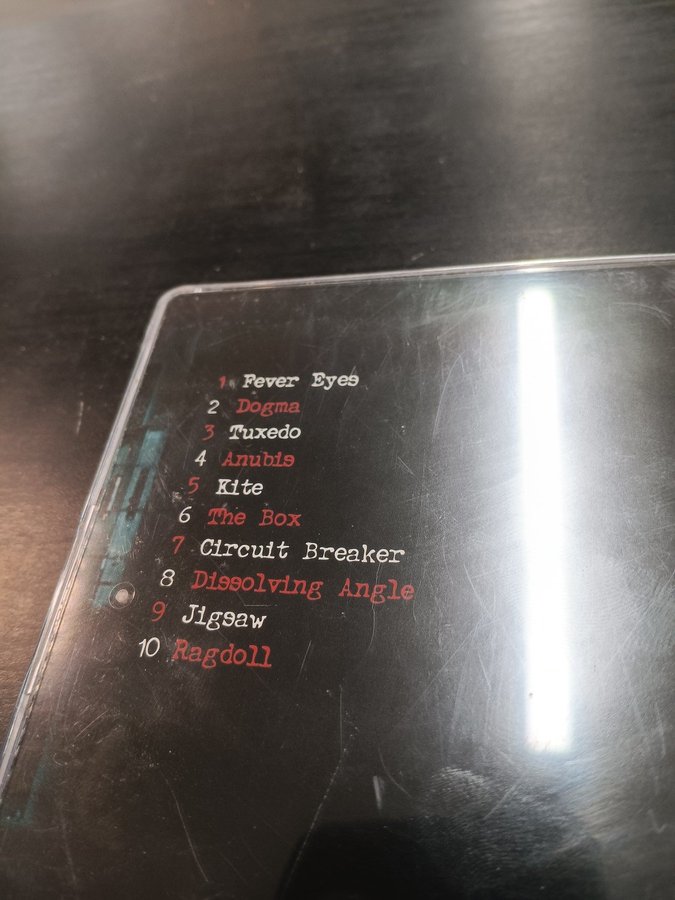 1 Fever Eyes
2 Dogma
3 Tuxedo
4 Anubis
5 Kite
6 The Box
7 Circuit Breaker
8 Dissolving Angle
9 Jigsaw
10 Ragdoll